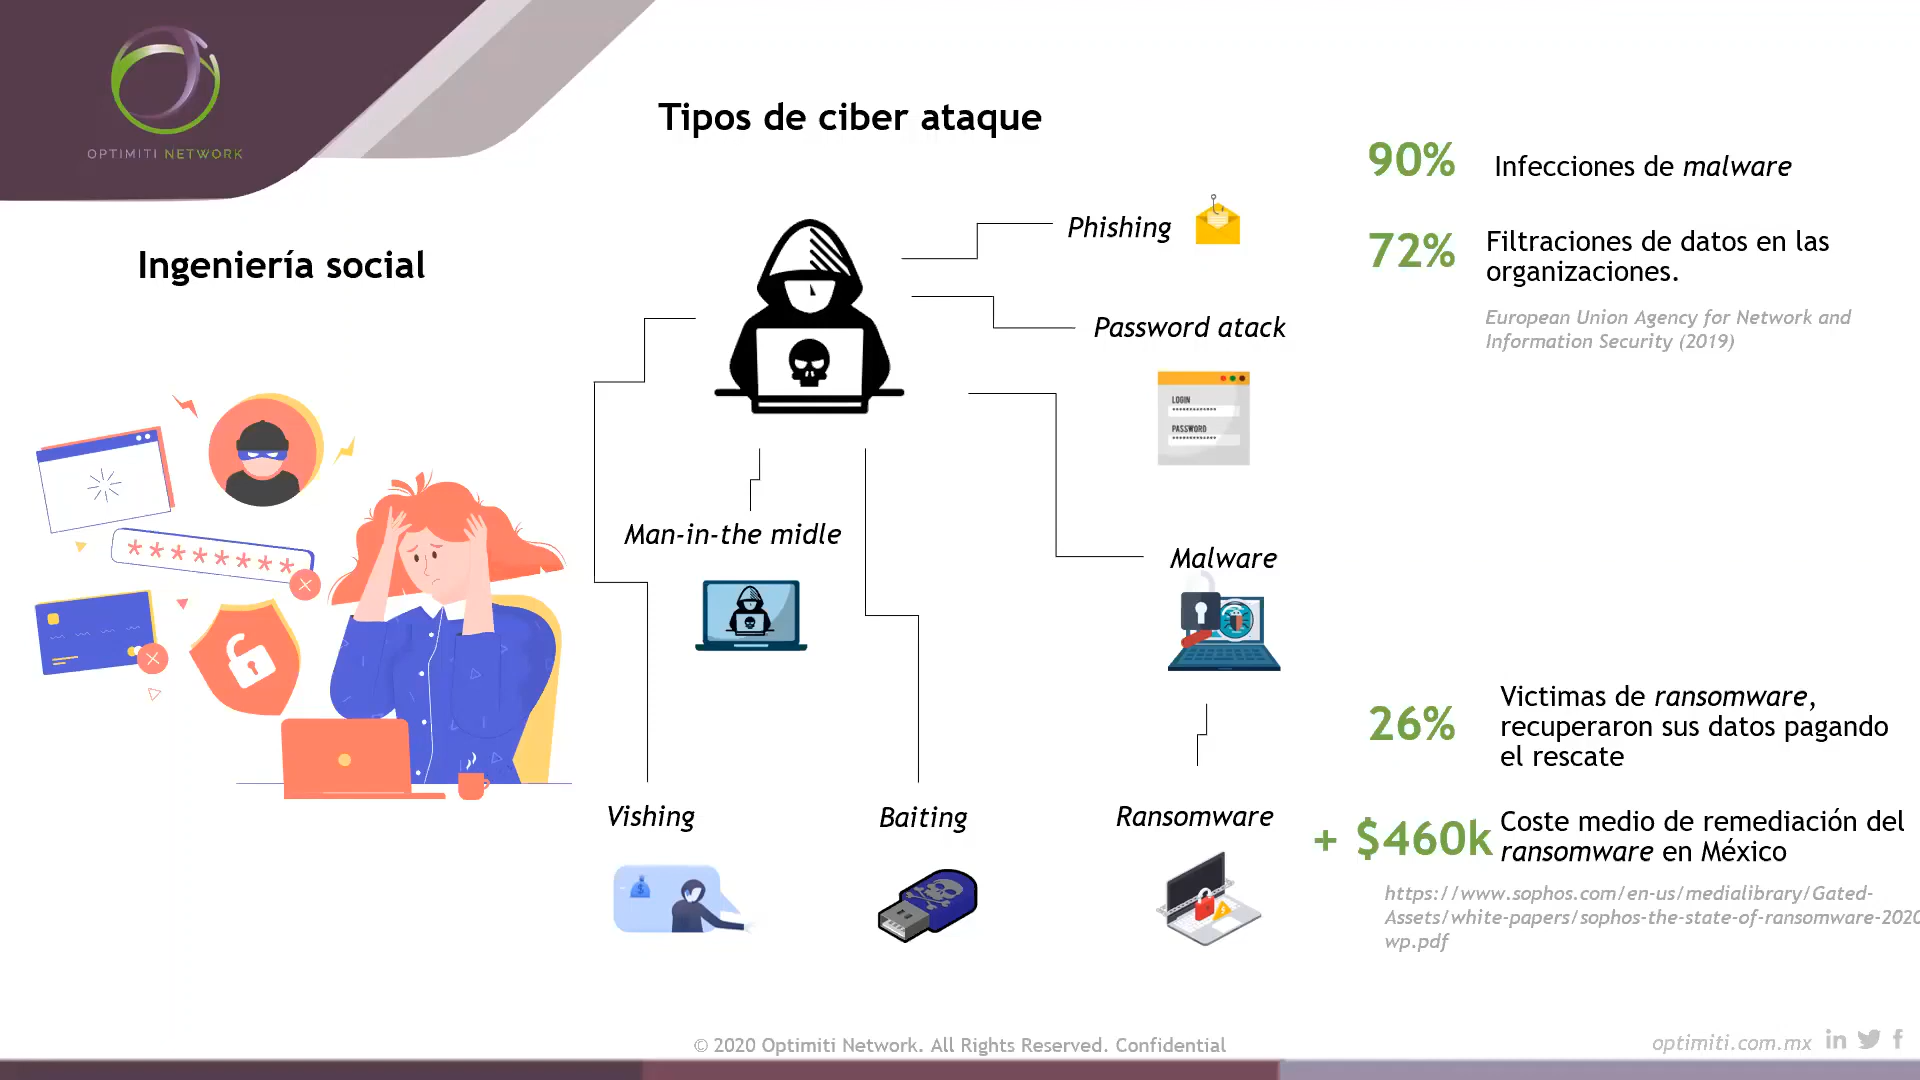 OPTIMITI NETWORK
Tipos de ciber ataque
Ingeniería social
Phishing
Password atack
LOGIN
PASSWORD
Man-in-the midle
Malware
Vishing
Baiting
Ransomware
90% Infecciones de malware
72% Filtraciones de datos en las
organizaciones.
European Union Agency for Network and
Information Security (2019)
26% Victimas de ransomware,
recuperaron sus datos pagando
el rescate
+ $460k Coste medio de remediación del
ransomware en México
https://www.sophos.com/en-us/medialibrary/Gated-
Assets/white-papers/sophos-the-state-of-ransomware-2020
wp.pdf
© 2020 Optimiti Network. All Rights Reserved. Confidential
optimiti.com.mx